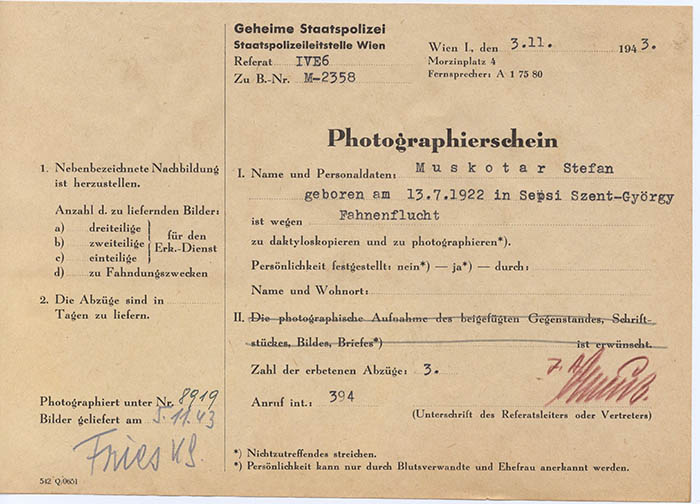 Geheime Staatspolizei
Staatspolizeileitstelle Wien
Referat IVE6
Zu B.-Nr. M-2358
Wien I., den 3.11. 1943.
Morzinplatz 4
Fernsprecher: A 1 75 80
Photographierschein
1. Nebenbezeichnete Nachbildung
ist herzustellen.
Anzahl d. zu liefernden Bilder:
a) dreiteilige
b) zweiteilige
c) einteilige
für den
Erk.-Dienst
d) zu Fahndungszwecken
2. Die Abzüge sind in
Tagen zu liefern.
Photographiert unter Nr. 8919
Bilder geliefert am 5.11.43
Fries KS.
542 Q/0651
I. Name und Personaldaten: Muskotar Stefan
geboren am 13.7.1922 in Sepsi Szent-György
ist wegen Fahnenflucht
zu daktyloskopieren und zu photographieren*).
Persönlichkeit festgestellt: nein*) — ja*) — durch:
Name und Wohnort:
II. Die photographische Aufnahme des beigefügten Gegenstandes, Schrift-
stückes, Bildes, Briefes*) ist erwünscht.
Zahl der erbetenen Abzüge: 3.
Anruf int.: 394
(Unterschrift des Referatsleiters oder Vertreters)
*) Nichtzutreffendes streichen.
*) Persönlichkeit kann nur durch Blutsverwandte und Ehefrau anerkannt werden.